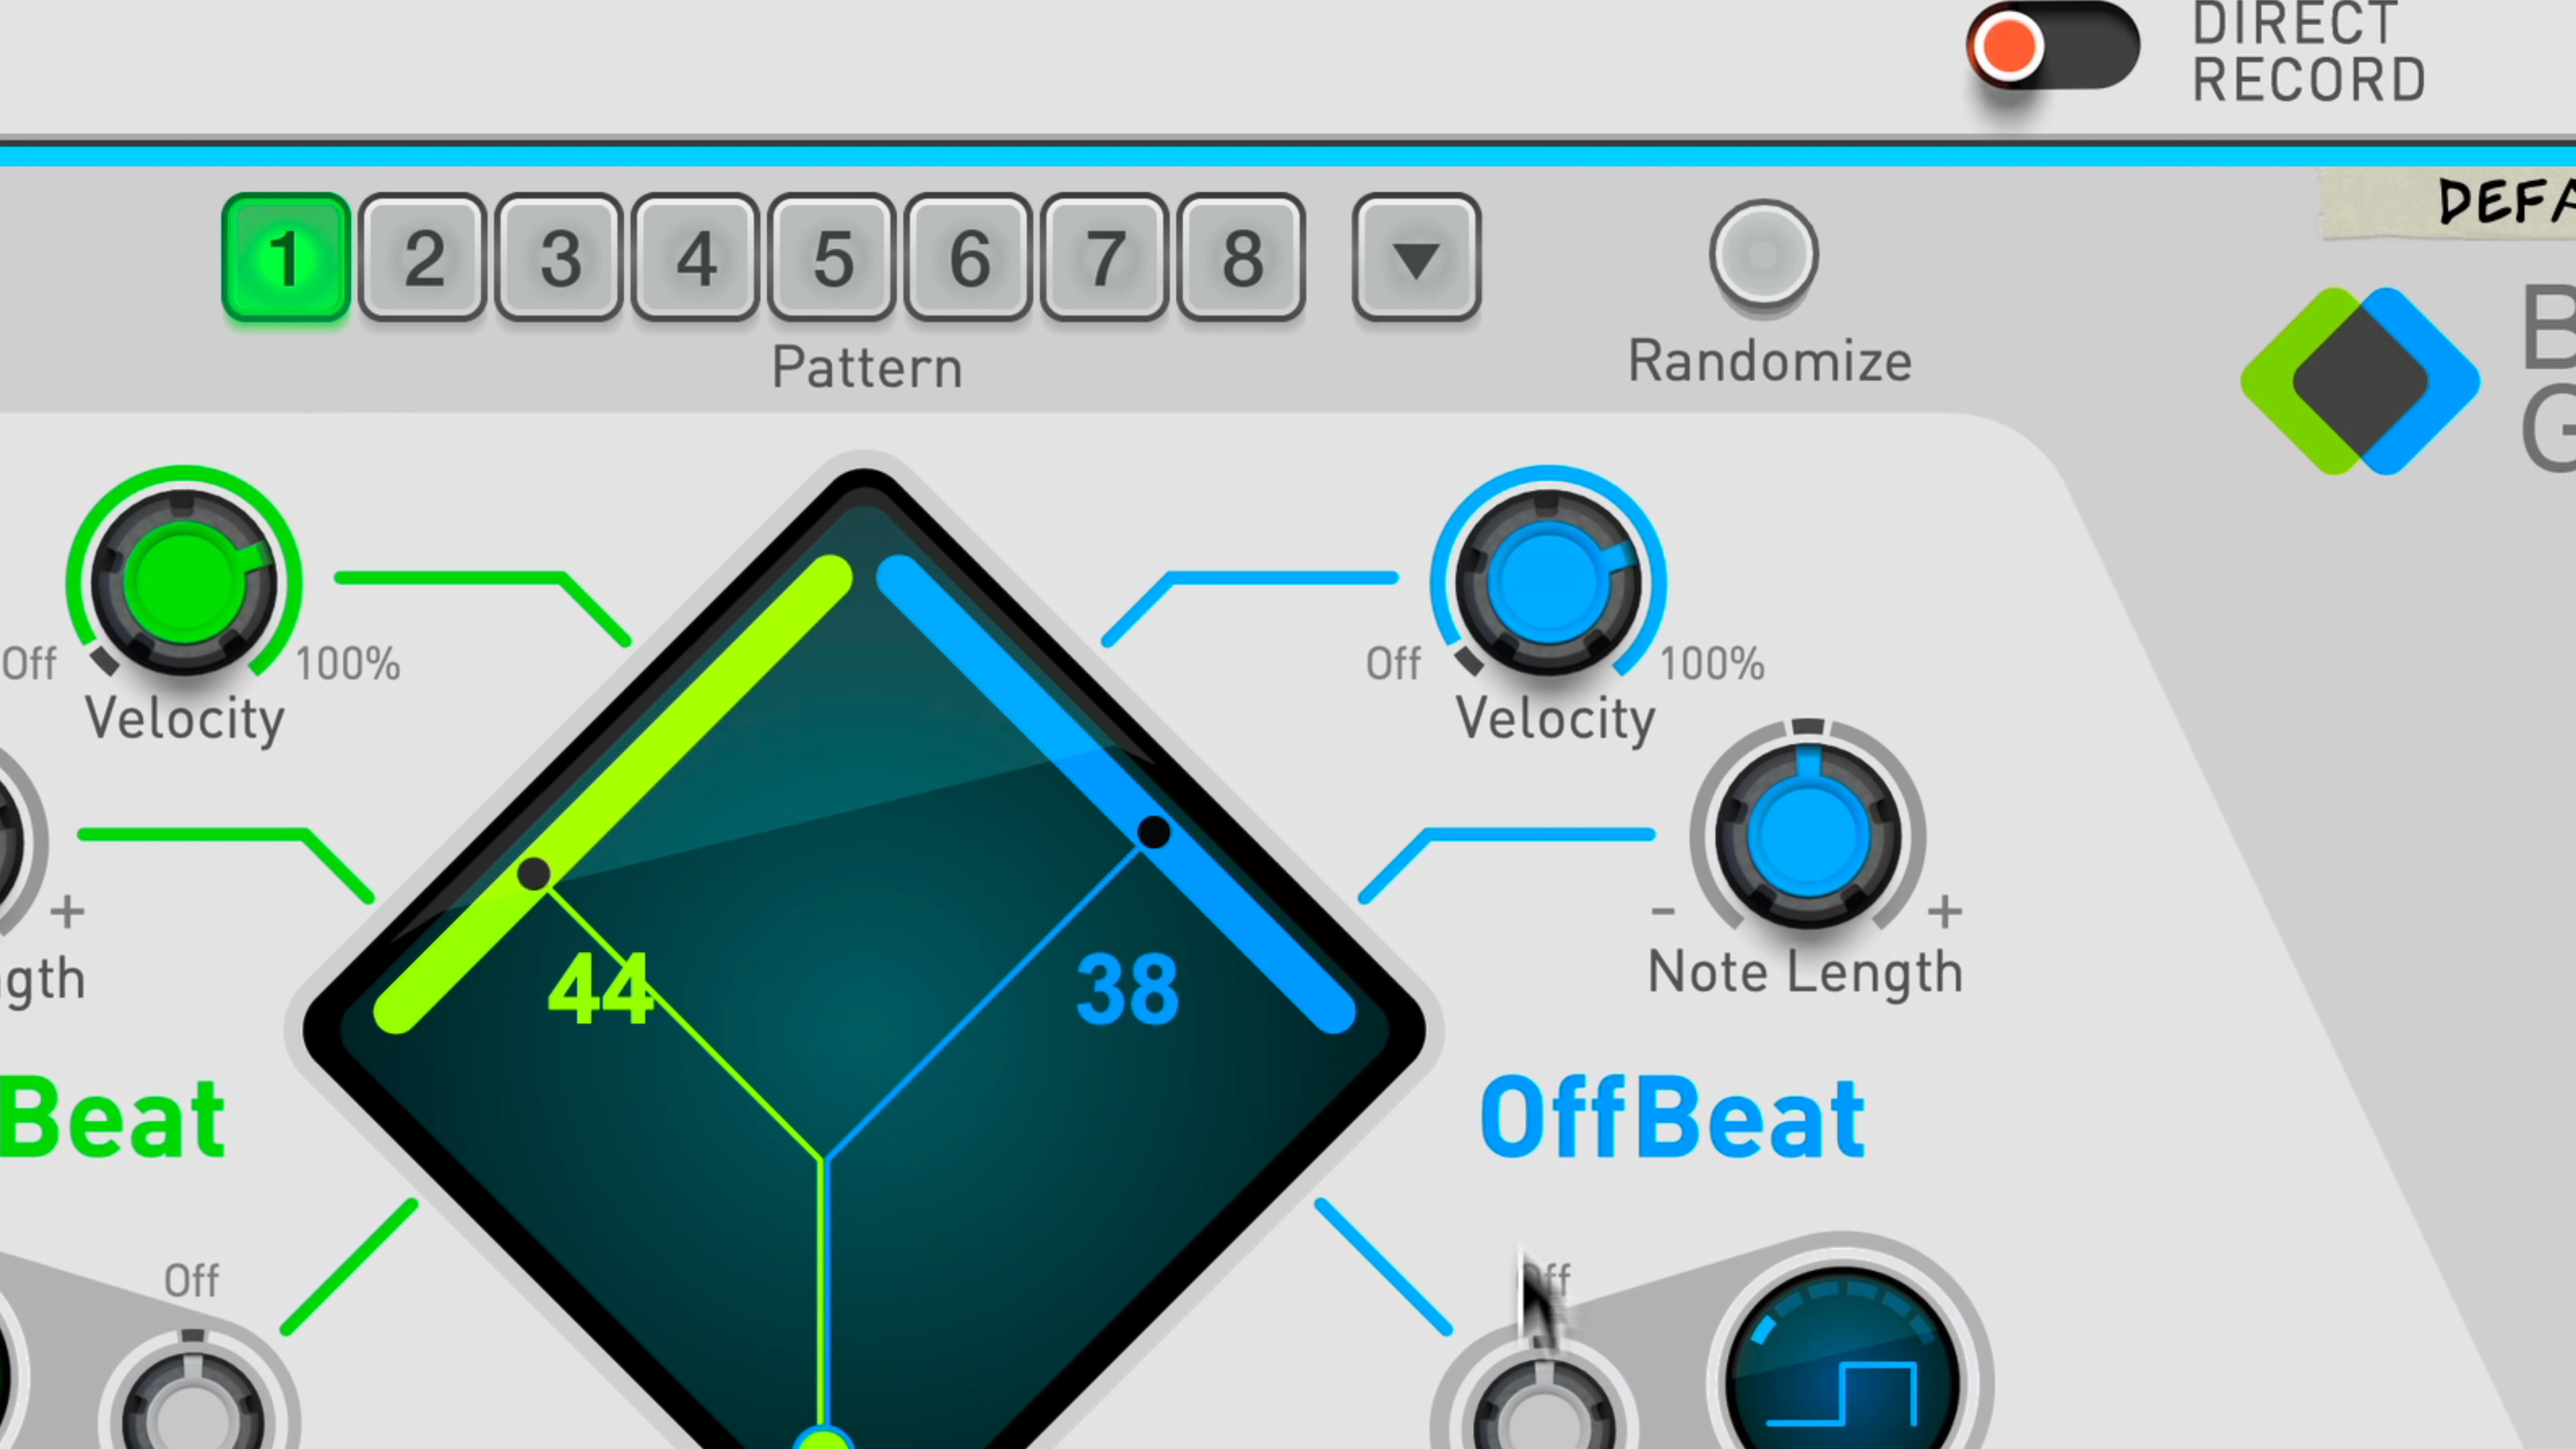 DIRECT
RECORD
DEFA
1 2 3 4 5 6 7 8
Pattern
Randomize
B
G
Off 100%
Velocity
Off 100%
Velocity
+
gth
- +
Note Length
44
38
Beat
OffBeat
Off
Off